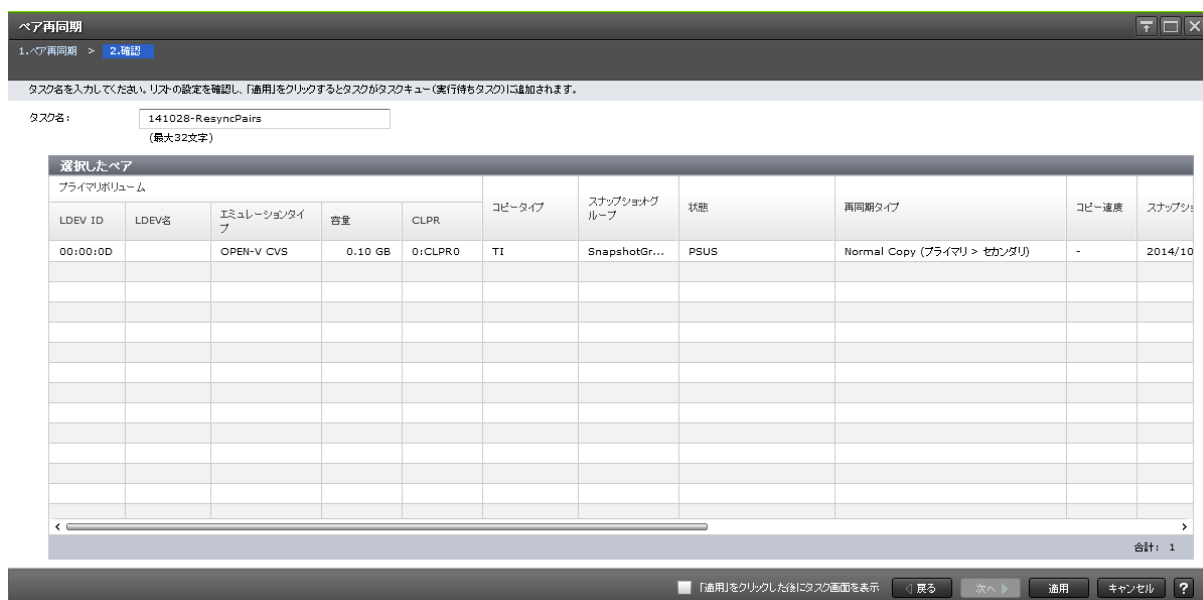 ペア再同期
1.ペア再同期 > 2.確認
タスク名を入力してください。リストの設定を確認し、「適用」をクリックするとタスクがタスクキュー(実行待ちタスク)に追加されます。
タスク名: 141028-ResyncPairs
(最大32文字)
選択したペア
プライマリボリューム
LDEV ID LDEV名 エミュレーションタイ
プ 容量 CLPR コピータイプ スナップショットグ
ループ 状態 再同期タイプ コピー速度 スナップショ
00:00:0D OPEN-V CVS 0.10 GB 0:CLPR0 TI SnapshotGr... PSUS Normal Copy (プライマリ > セカンダリ) - 2014/10
合計: 1
「適用」をクリックした後にタスク画面を表示 戻る 次へ 適用 キャンセル ?